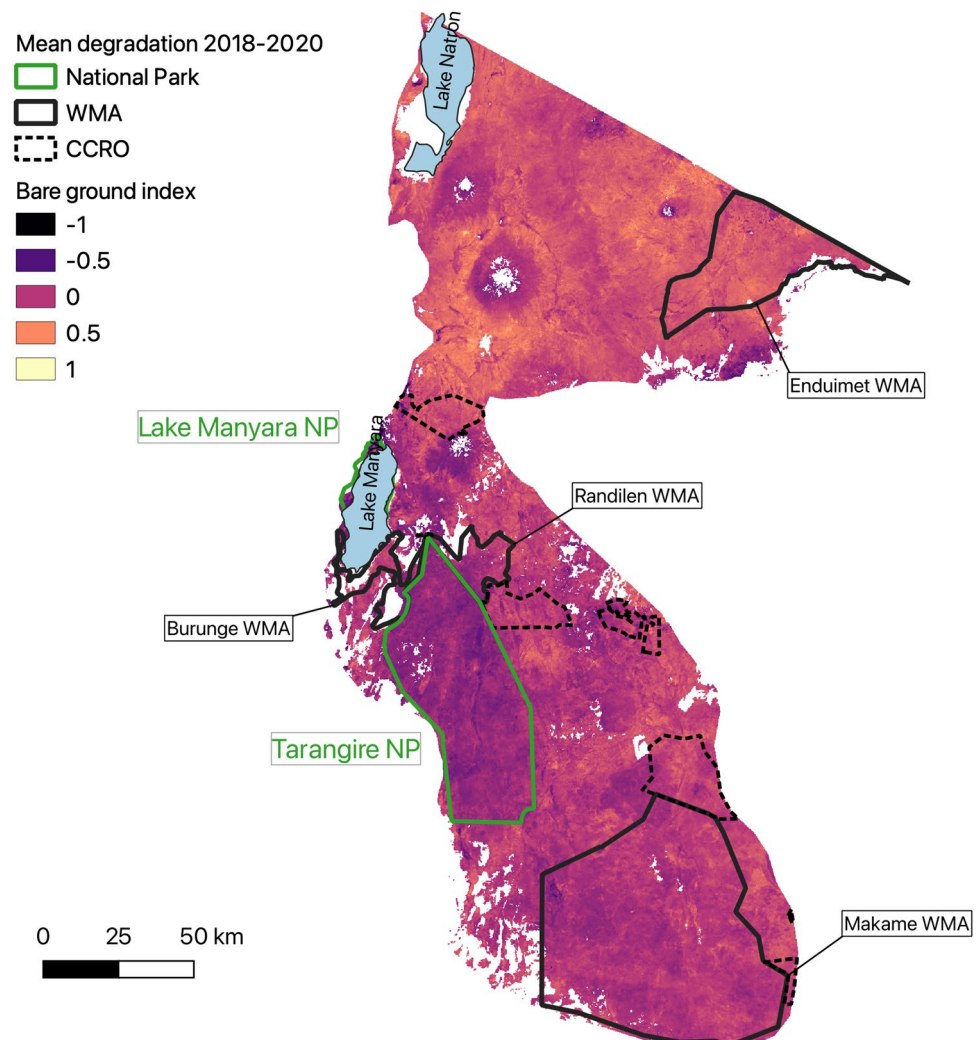 Mean degradation 2018-2020
National Park
WMA
CCRO
Bare ground index
-1
-0.5
0
0.5
1
Lake Natron
Enduimet WMA
Lake Manyara NP
Lake Manyara
Randilen WMA
Burunge WMA
Tarangire NP
Makame WMA
0 25 50 km